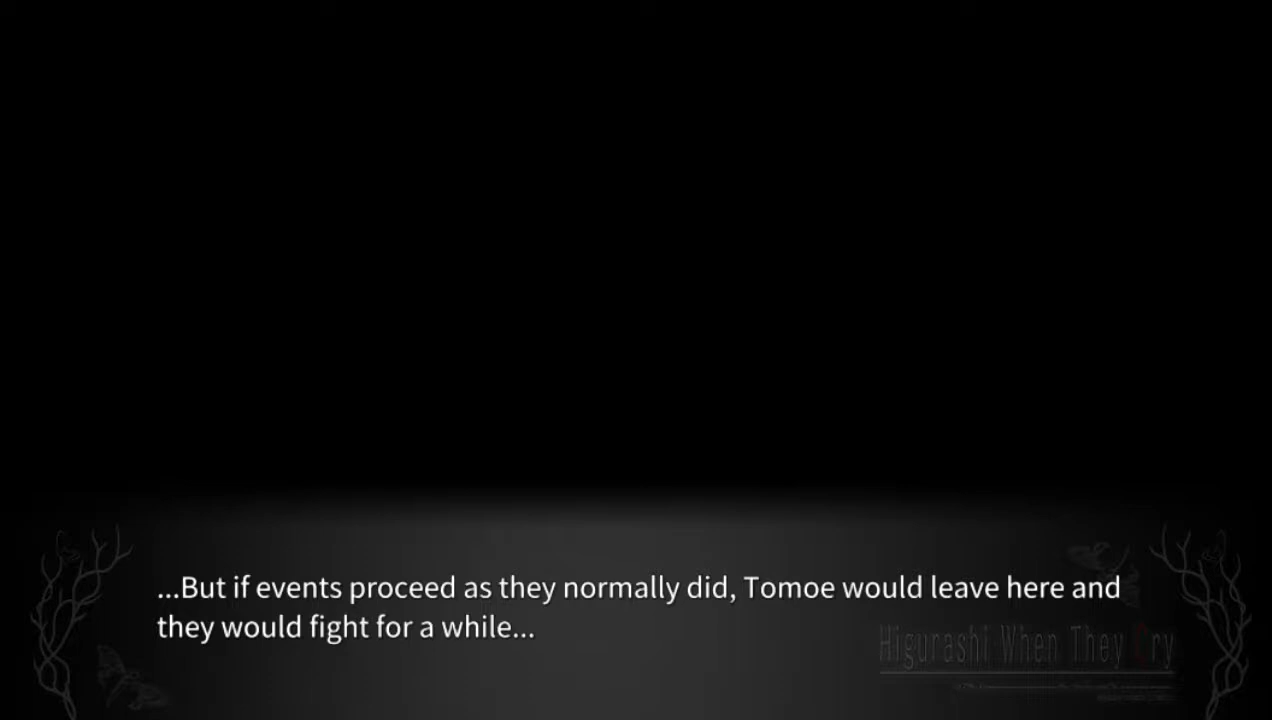 ...But if events proceed as they normally did, Tomoe would leave here and
they would fight for a while...
Higurashi When They Cry